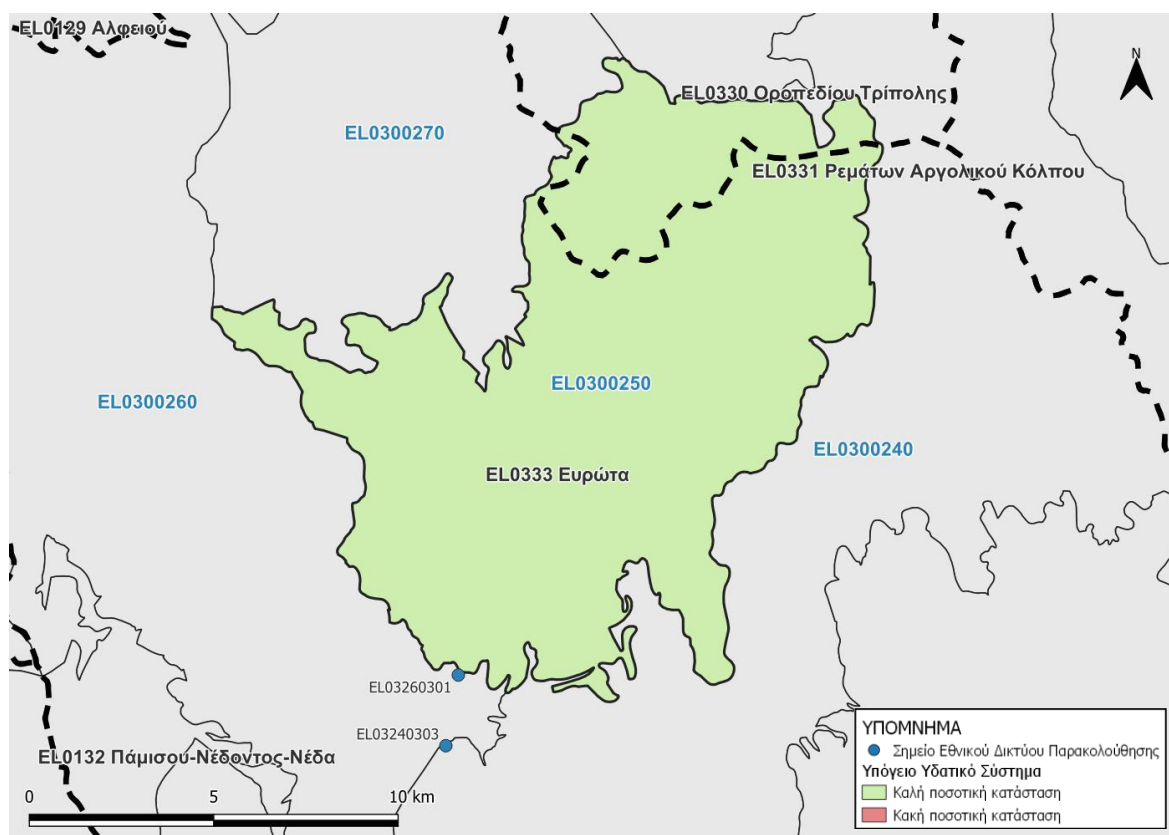 EL0129 Αλφειού
N
EL0330 Οροπεδίου Τρίπολης
EL0300270
EL0331 Ρεμάτων Αργολικού Κόλπου
EL0300250
EL0300260
EL0300240
EL0333 Ευρώτα
EL03260301
EL03240303
EL0132 Πάμισου-Νέδοντος-Νέδα
0 5 10 km
ΥΠΟΜΝΗΜΑ
Σημείο Εθνικού Δικτύου Παρακολούθησης
Υπόγειο Υδατικό Σύστημα
Καλή ποσοτική κατάσταση
Κακή ποσοτική κατάσταση